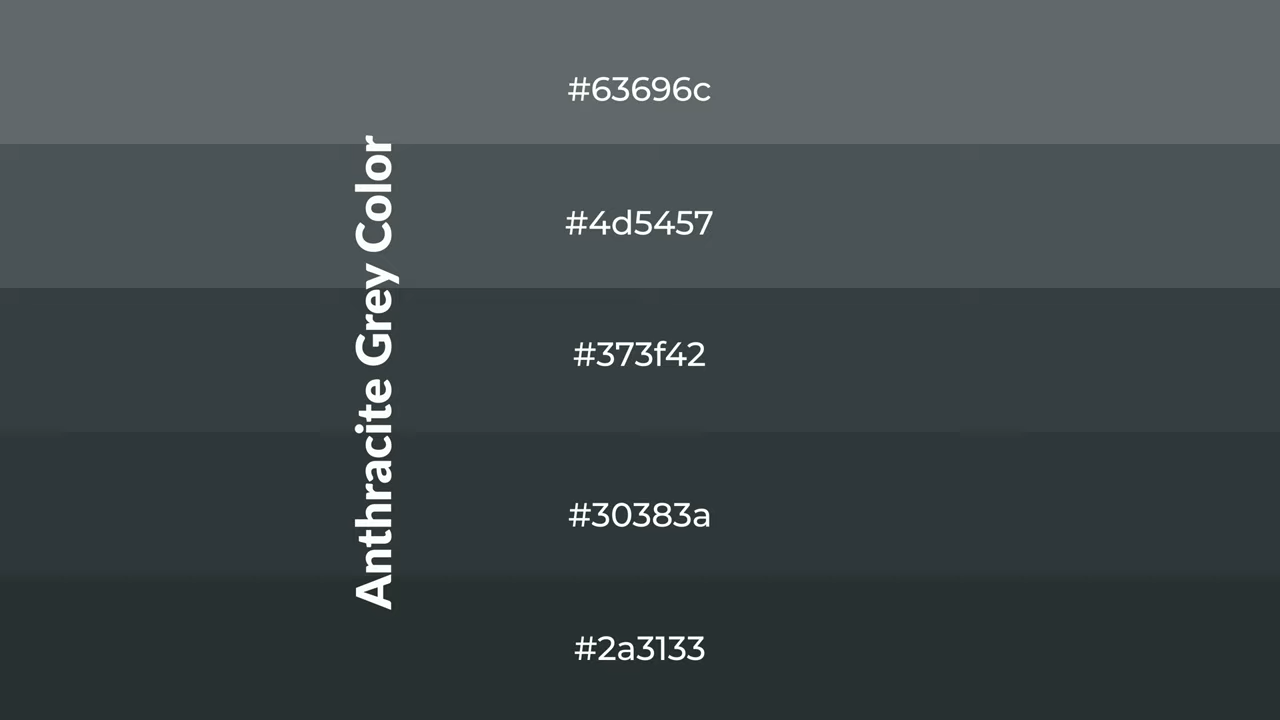 Anthracite Grey Color
#63696c
#4d5457
#373f42
#30383a
#2a3133